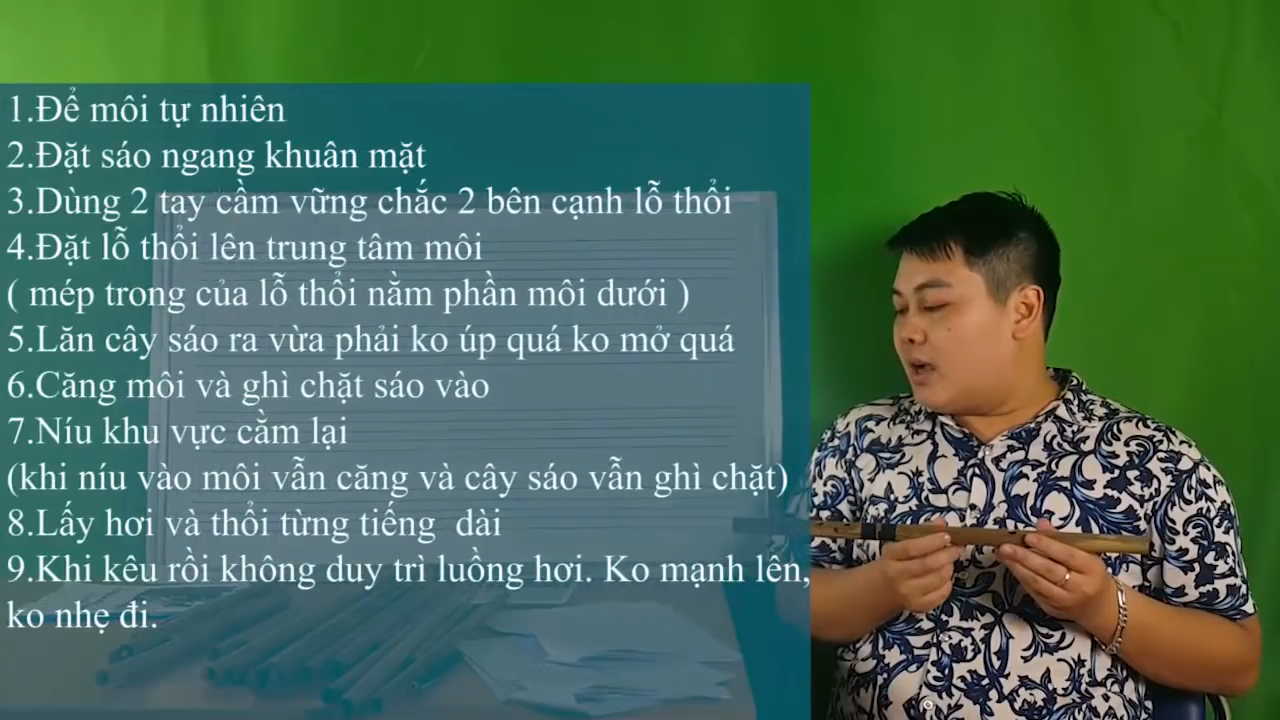 1.Để môi tự nhiên
2.Đặt sáo ngang khuân mặt
3.Dùng 2 tay cầm vững chắc 2 bên cạnh lỗ thổi
4.Đặt lỗ thổi lên trung tâm môi
( mép trong của lỗ thổi nằm phần môi dưới )
5.Lăn cây sáo ra vừa phải ko úp quá ko mở quá
6.Căng môi và ghì chặt sáo vào
7.Níu khu vực cằm lại
(khi níu vào môi vẫn căng và cây sáo vẫn ghì chặt)
8.Lấy hơi và thổi từng tiếng  dài
9.Khi kêu rồi không duy trì luồng hơi. Ko mạnh lên,
ko nhẹ đi.